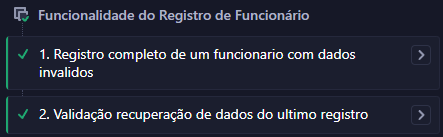 Funcionalidade do Registro de Funcionário
1. Registro completo de um funcionario com dados
invalidos
2. Validação recuperação de dados do ultimo registro